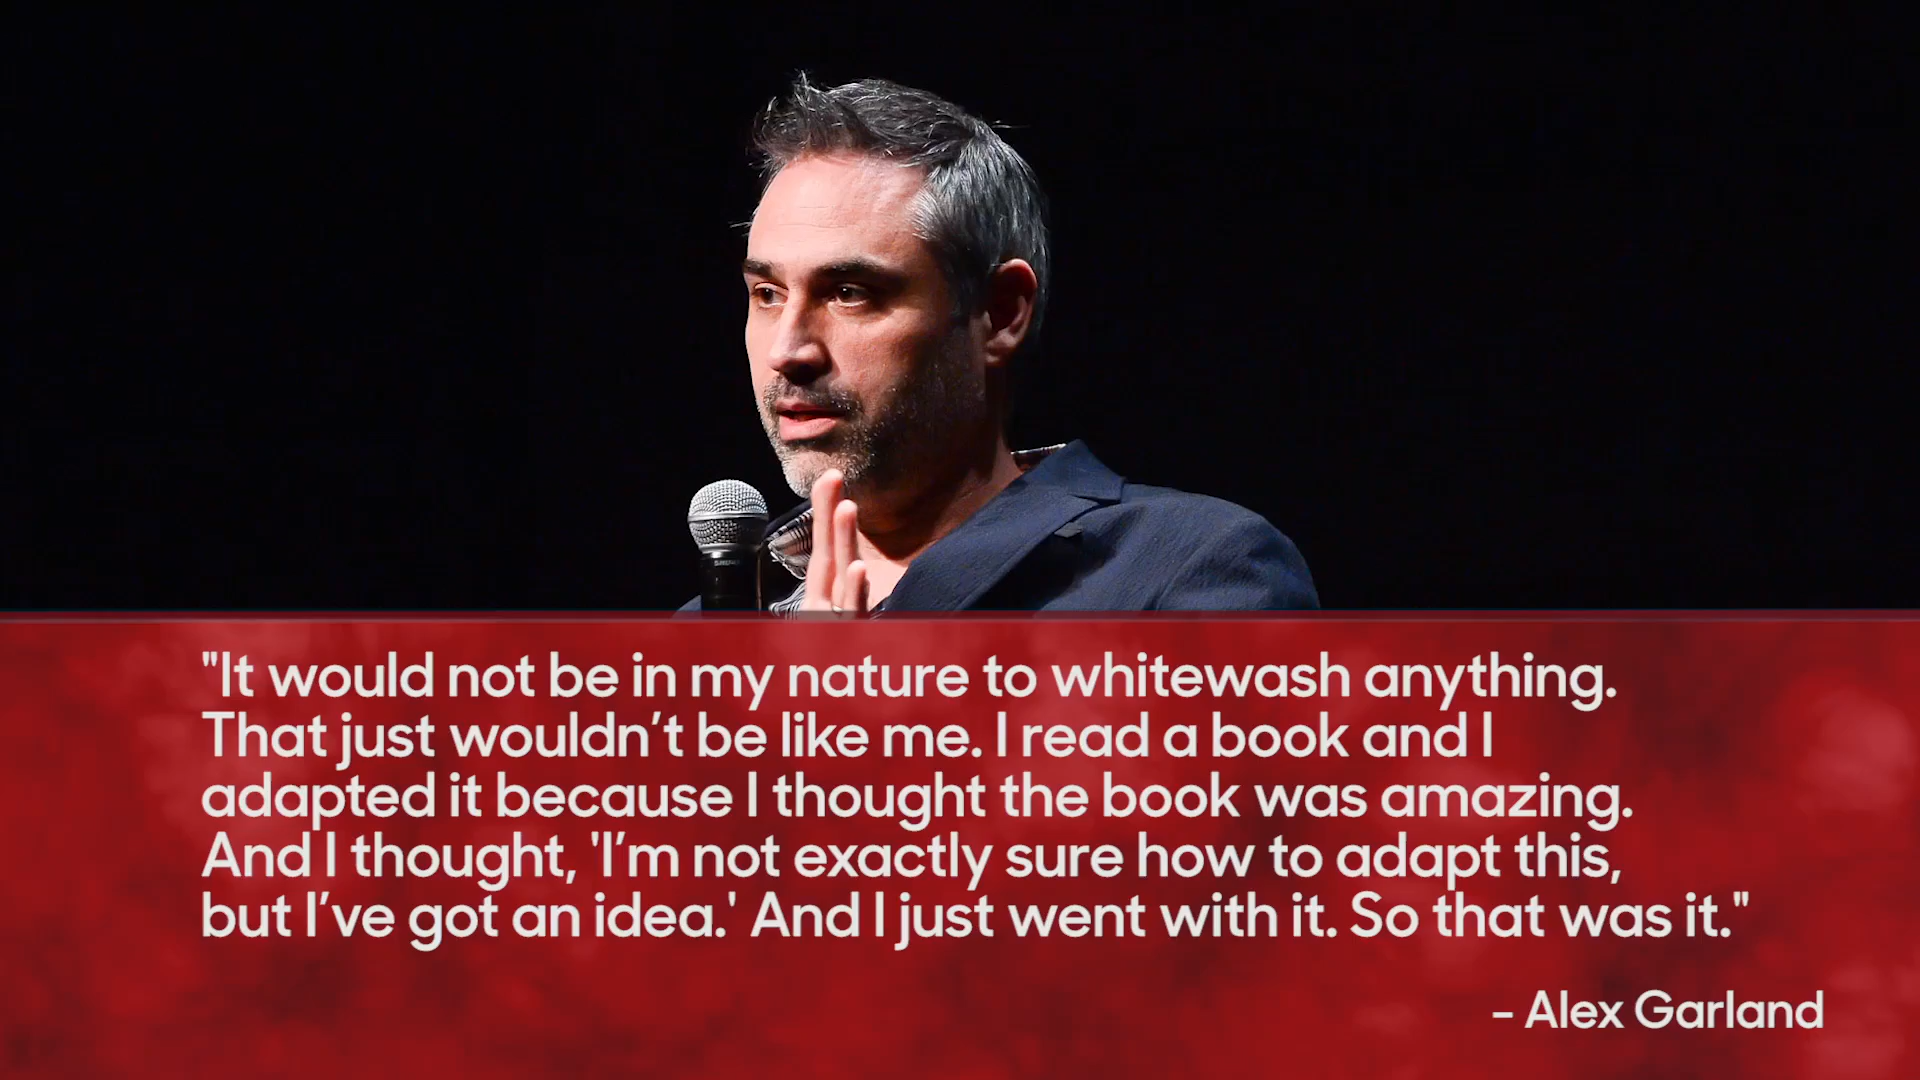 "It would not be in my nature to whitewash anything.
That just wouldn’t be like me. I read a book and I
adapted it because I thought the book was amazing.
And I thought, 'I’m not exactly sure how to adapt this,
but I’ve got an idea.' And I just went with it. So that was it."
- Alex Garland